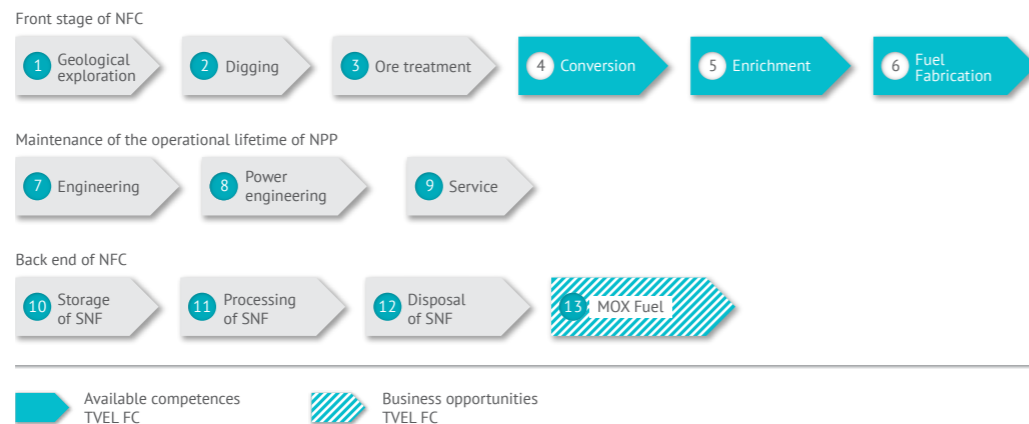 Front stage of NFC
1 Geological
exploration
2 Digging
3 Ore treatment
4 Conversion
5 Enrichment
6 Fuel
Fabrication
Maintenance of the operational lifetime of NPP
7 Engineering
8 Power
engineering
9 Service
Back end of NFC
10 Storage
of SNF
11 Processing
of SNF
12 Disposal
of SNF
13 MOX Fuel
Available competences
TVEL FC
Business opportunities
TVEL FC